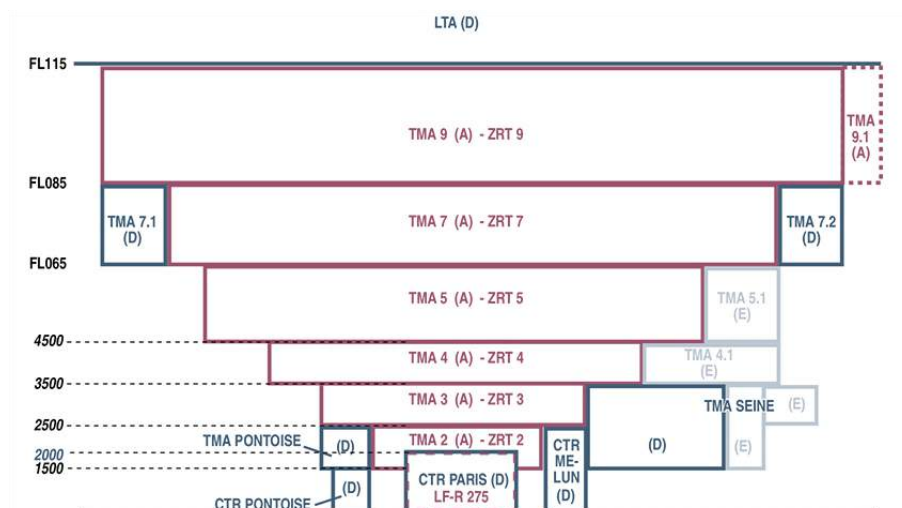 LTA (D)
FL115
TMA 9 (A) - ZRT 9
TMA
9.1
(A)
FL085
TMA 7.1
(D)
TMA 7 (A) - ZRT 7
TMA 7.2
(D)
FL065
TMA 5 (A) - ZRT 5
TMA 5.1
(E)
4500
TMA 4 (A) - ZRT 4
TMA 4.1
(E)
3500
TMA 3 (A) - ZRT 3
TMA SEINE
(E)
2500
TMA PONTOISE
(D)
TMA 2 (A) - ZRT 2
CTR
ME-
LUN
(D)
(D)
(E)
2000
1500
CTR PONTOISE
(D)
CTR PARIS (D)
LF-R 275